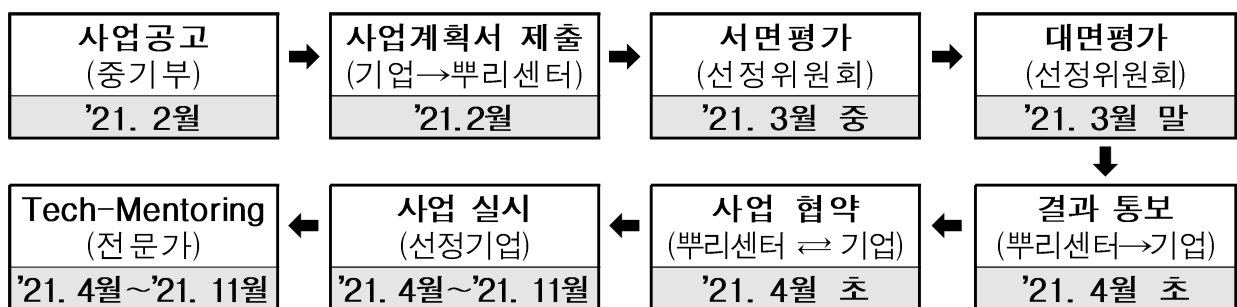 사업공고
(중기부)
'21. 2월
사업계획서 제출
(기업→뿌리센터)
'21.2월
서면평가
(선정위원회)
'21. 3월 중
대면평가
(선정위원회)
'21. 3월 말
결과 통보
(뿌리센터→기업)
'21. 4월 초
사업 협약
(뿌리센터 ⇄ 기업)
'21. 4월 초
사업 실시
(선정기업)
'21. 4월～'21. 11월
Tech-Mentoring
(전문가)
'21. 4월～'21. 11월